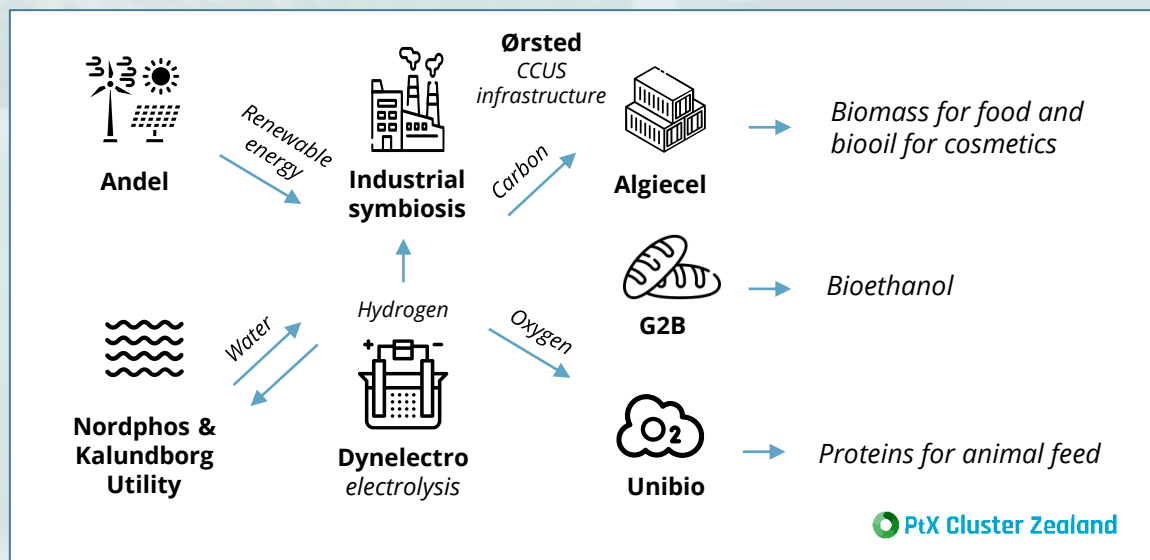 Ørsted
CCUS
infrastructure
Renewable
energy
Andel
Industrial
symbiosis
Carbon
Algiecel
Biomass for food and
biooil for cosmetics
G2B
Bioethanol
Hydrogen
Oxygen
Water
+ −
Nordphos &
Kalundborg
Utility
Dynelectro
electrolysis
O2
Unibio
Proteins for animal feed
PtX Cluster Zealand